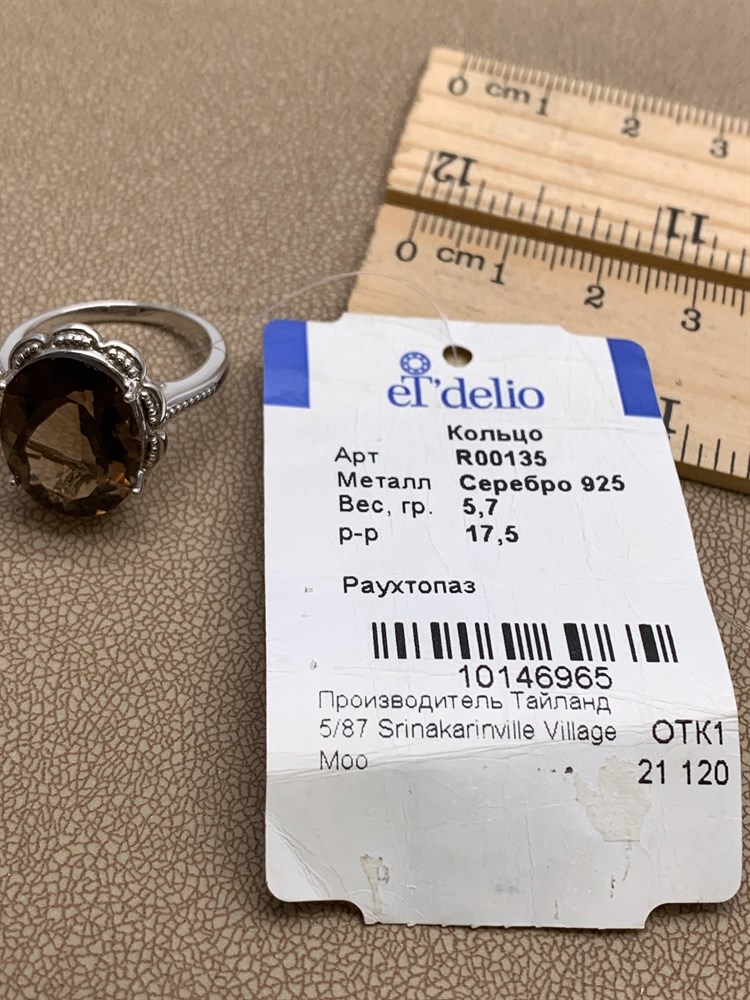 0 cm 1 2 3
12 11
0 cm 1 2 3
eT'delio
Кольцо
Арт R00135
Металл Серебро 925
Вес, гр. 5,7
р-р 17,5
Раухтопаз
10146965
Производитель Тайланд
5/87 Srinakarinville Village ОТК1
Moo
21 120